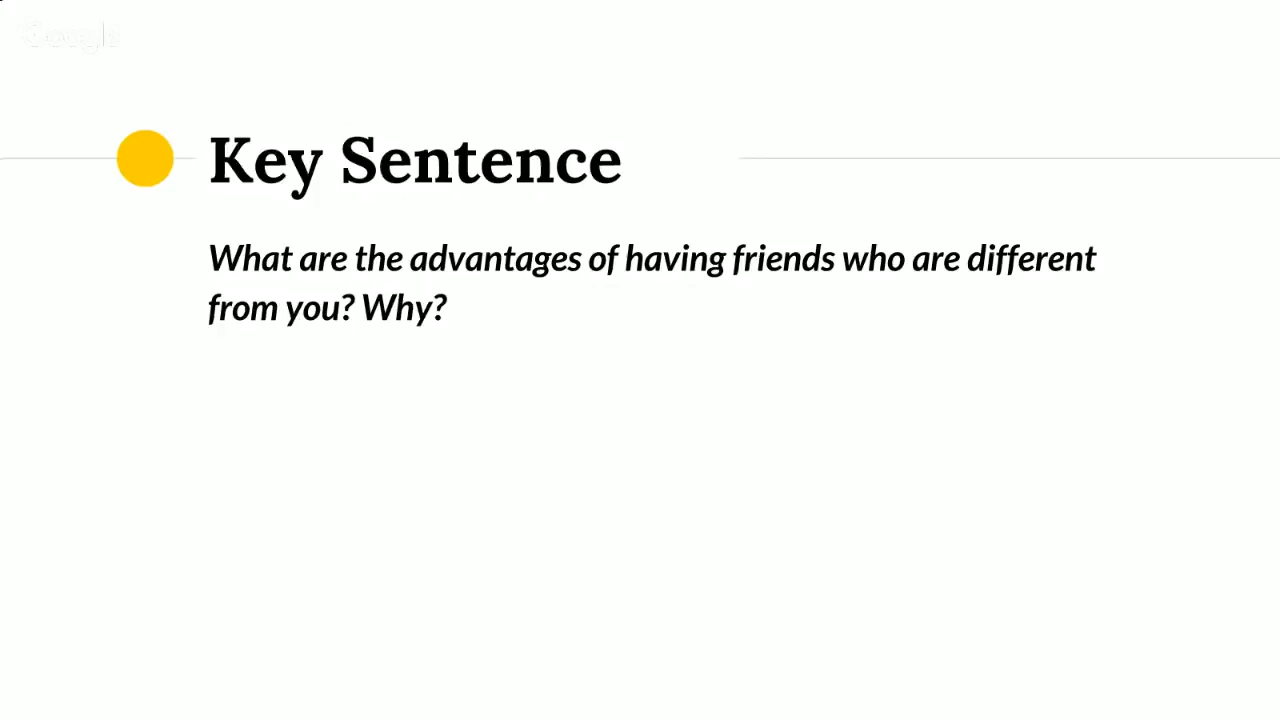 Key Sentence
What are the advantages of having friends who are different
from you? Why?